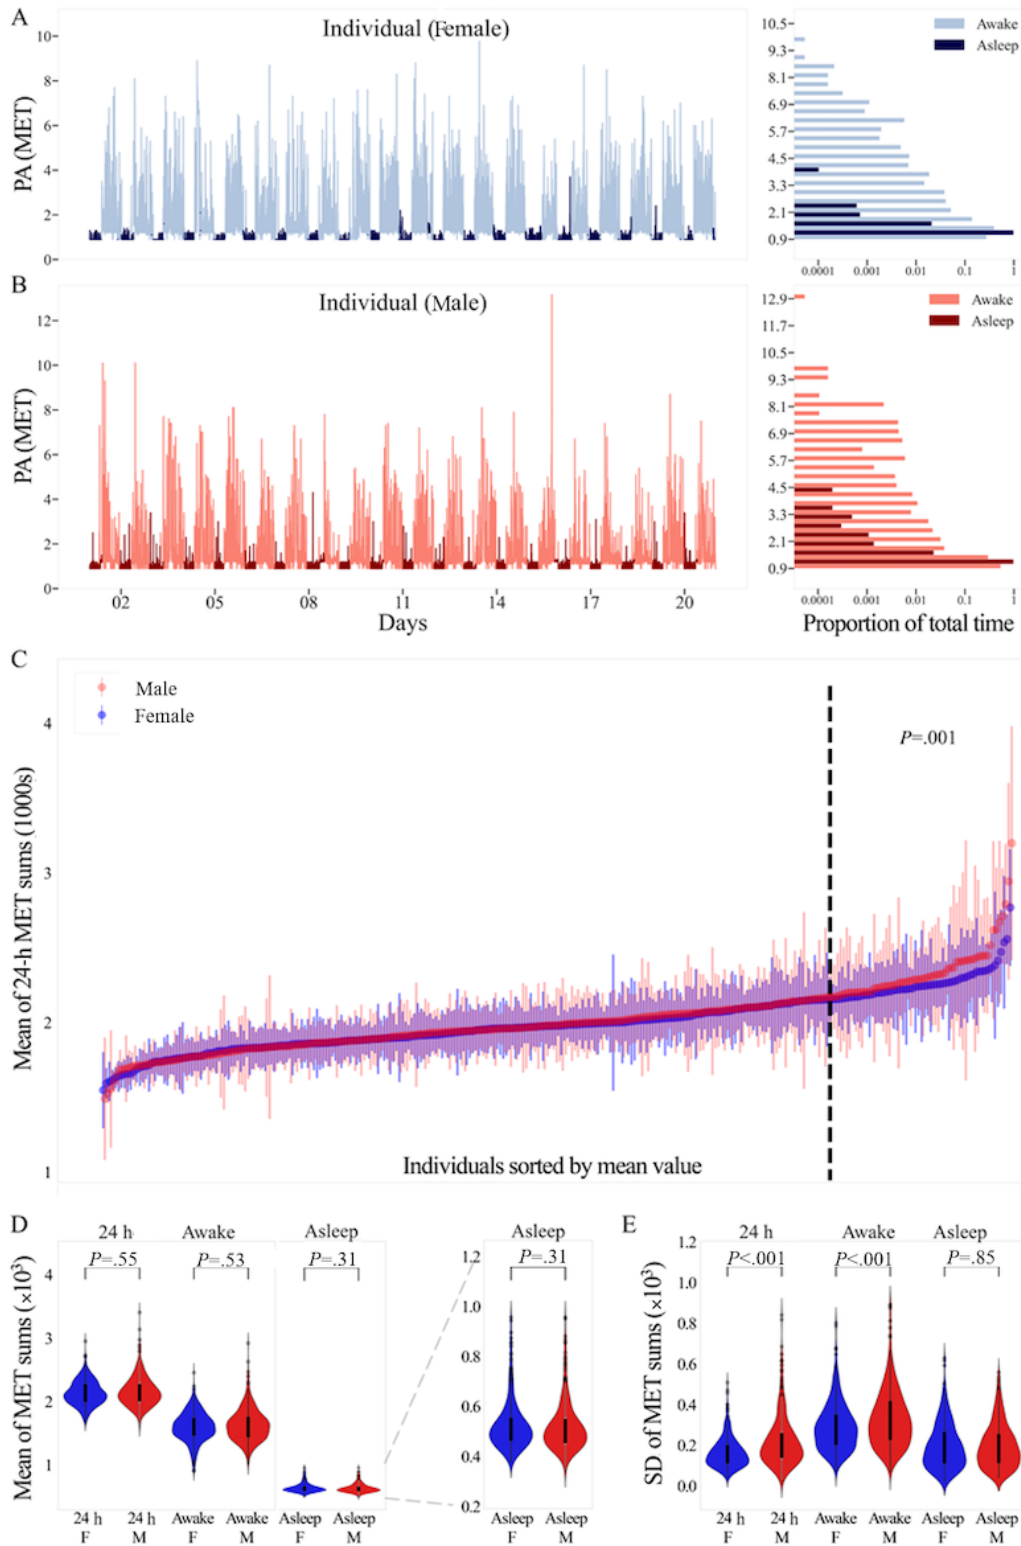 A
Individual (Female)
PA (MET)
10
8
6
4
2
0
10.5
9.3
8.1
6.9
5.7
4.5
3.3
2.1
0.9
Awake
Asleep
0.0001 0.001 0.01 0.1 1
B
Individual (Male)
PA (MET)
12
10
8
6
4
2
0
02 05 08 11 14 17 20
Days
12.9
11.7
10.5
9.3
8.1
6.9
5.7
4.5
3.3
2.1
0.9
Awake
Asleep
0.0001 0.001 0.01 0.1 1
Proportion of total time
C
Male
Female
P=.001
Mean of 24-h MET sums (1000s)
4
3
2
1
Individuals sorted by mean value
D
24 h Awake Asleep
P=.55 P=.53 P=.31
Mean of MET sums (×10³)
4
3
2
1
24 h F
24 h M
Awake F
Awake M
Asleep F
Asleep M
Asleep
P=.31
1.2
1.0
0.8
0.6
0.4
0.2
Asleep F
Asleep M
E
24 h Awake Asleep
P<.001 P<.001 P=.85
SD of MET sums (×10³)
1.2
1.0
0.8
0.6
0.4
0.2
0.0
24 h F
24 h M
Awake F
Awake M
Asleep F
Asleep M